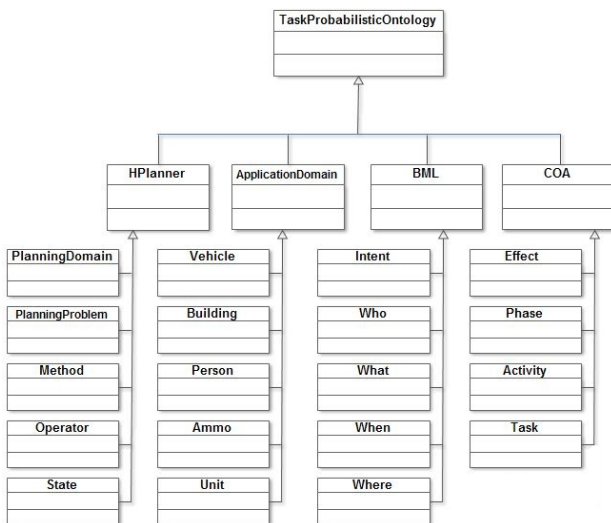 TaskProbabilisticOntology
HPlanner
ApplicationDomain
BML
COA
PlanningDomain
Vehicle
Intent
Effect
PlanningProblem
Building
Who
Phase
Method
Person
What
Activity
Operator
Ammo
When
Task
State
Unit
Where